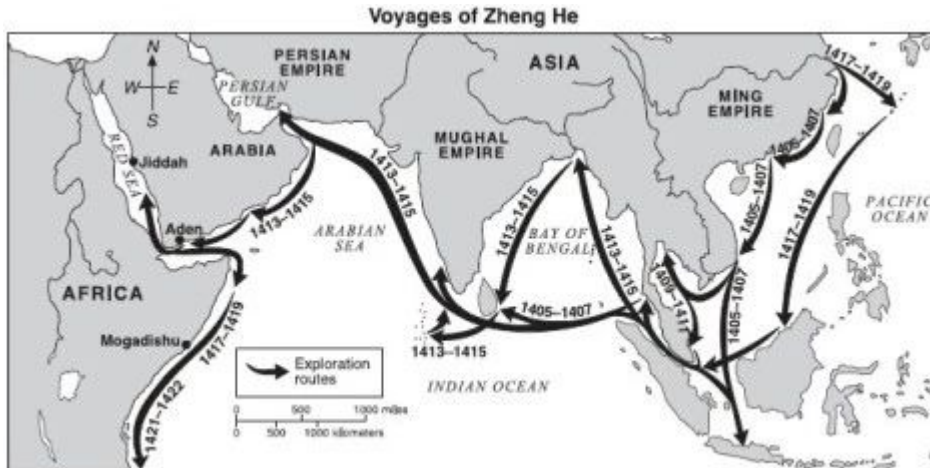 Voyages of Zheng He
N
W E
S
PERSIAN
EMPIRE
PERSIAN
GULF
ASIA
MING
EMPIRE
1417–1419
1405–1407
ARABIA
MUGHAL
EMPIRE
RED SEA
Jiddah
1413–1415
1413–1415
Aden
ARABIAN
SEA
1413–1415
BAY OF
BENGAL
1413–1415
1405–1407
1417–1419
PACIFIC
OCEAN
AFRICA
1409–1411
1405–1407
1405–1407
Mogadishu
1417–1419
1413–1415
INDIAN OCEAN
1421–1422
Exploration
routes
0 500 1000 miles
0 500 1000 kilometers